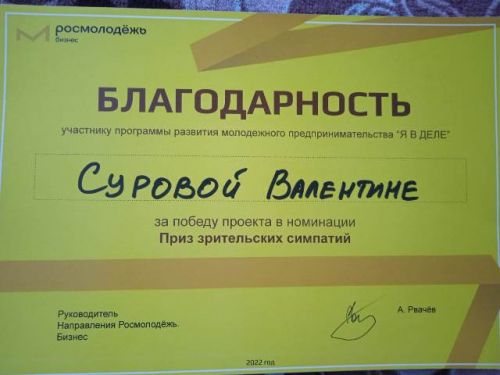 росмолодёжь
бизнес
БЛАГОДАРНОСТЬ
участнику программы развития молодежного предпринимательства "Я В ДЕЛЕ"
СУРОВОЙ ВАЛЕНТИНЕ
за победу проекта в номинации
Приз зрительских симпатий
Руководитель
Направления Росмолодёжь.
Бизнес
А. Рвачёв
2022 год